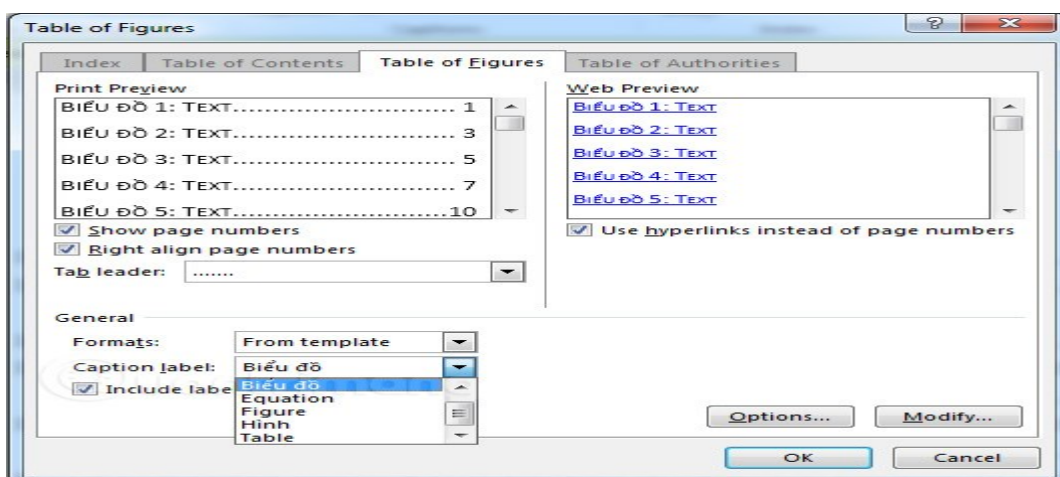 Table of Figures
Index
Table of Contents
Table of Figures
Table of Authorities
Print Preview
BIỂU ĐỒ 1: TEXT............................ 1
BIỂU ĐỒ 2: TEXT............................ 3
BIỂU ĐỒ 3: TEXT............................ 5
BIỂU ĐỒ 4: TEXT............................ 7
BIỂU ĐỒ 5: TEXT...........................10
Web Preview
BIỂU ĐỒ 1: TEXT
BIỂU ĐỒ 2: TEXT
BIỂU ĐỒ 3: TEXT
BIỂU ĐỒ 4: TEXT
BIỂU ĐỒ 5: TEXT
Show page numbers
Right align page numbers
Tab leader: .......
Use hyperlinks instead of page numbers
General
Formats: From template
Caption label: Biểu đồ
Include labe
Biểu đồ
Equation
Figure
Hình
Table
Options...
Modify...
OK
Cancel